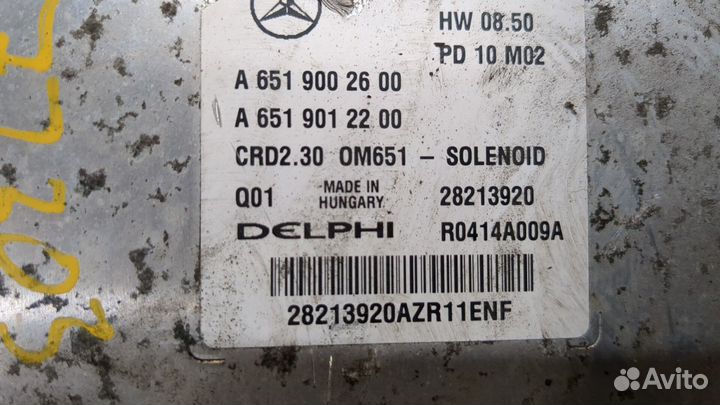 HW 08.50
PD 10 M02
A 651 900 26 00
A 651 901 22 00
CRD2.30 OM651 - SOLENOID
Q01 MADE IN HUNGARY 28213920
DELPHI R0414A009A
28213920AZR11ENF
77303
Avito